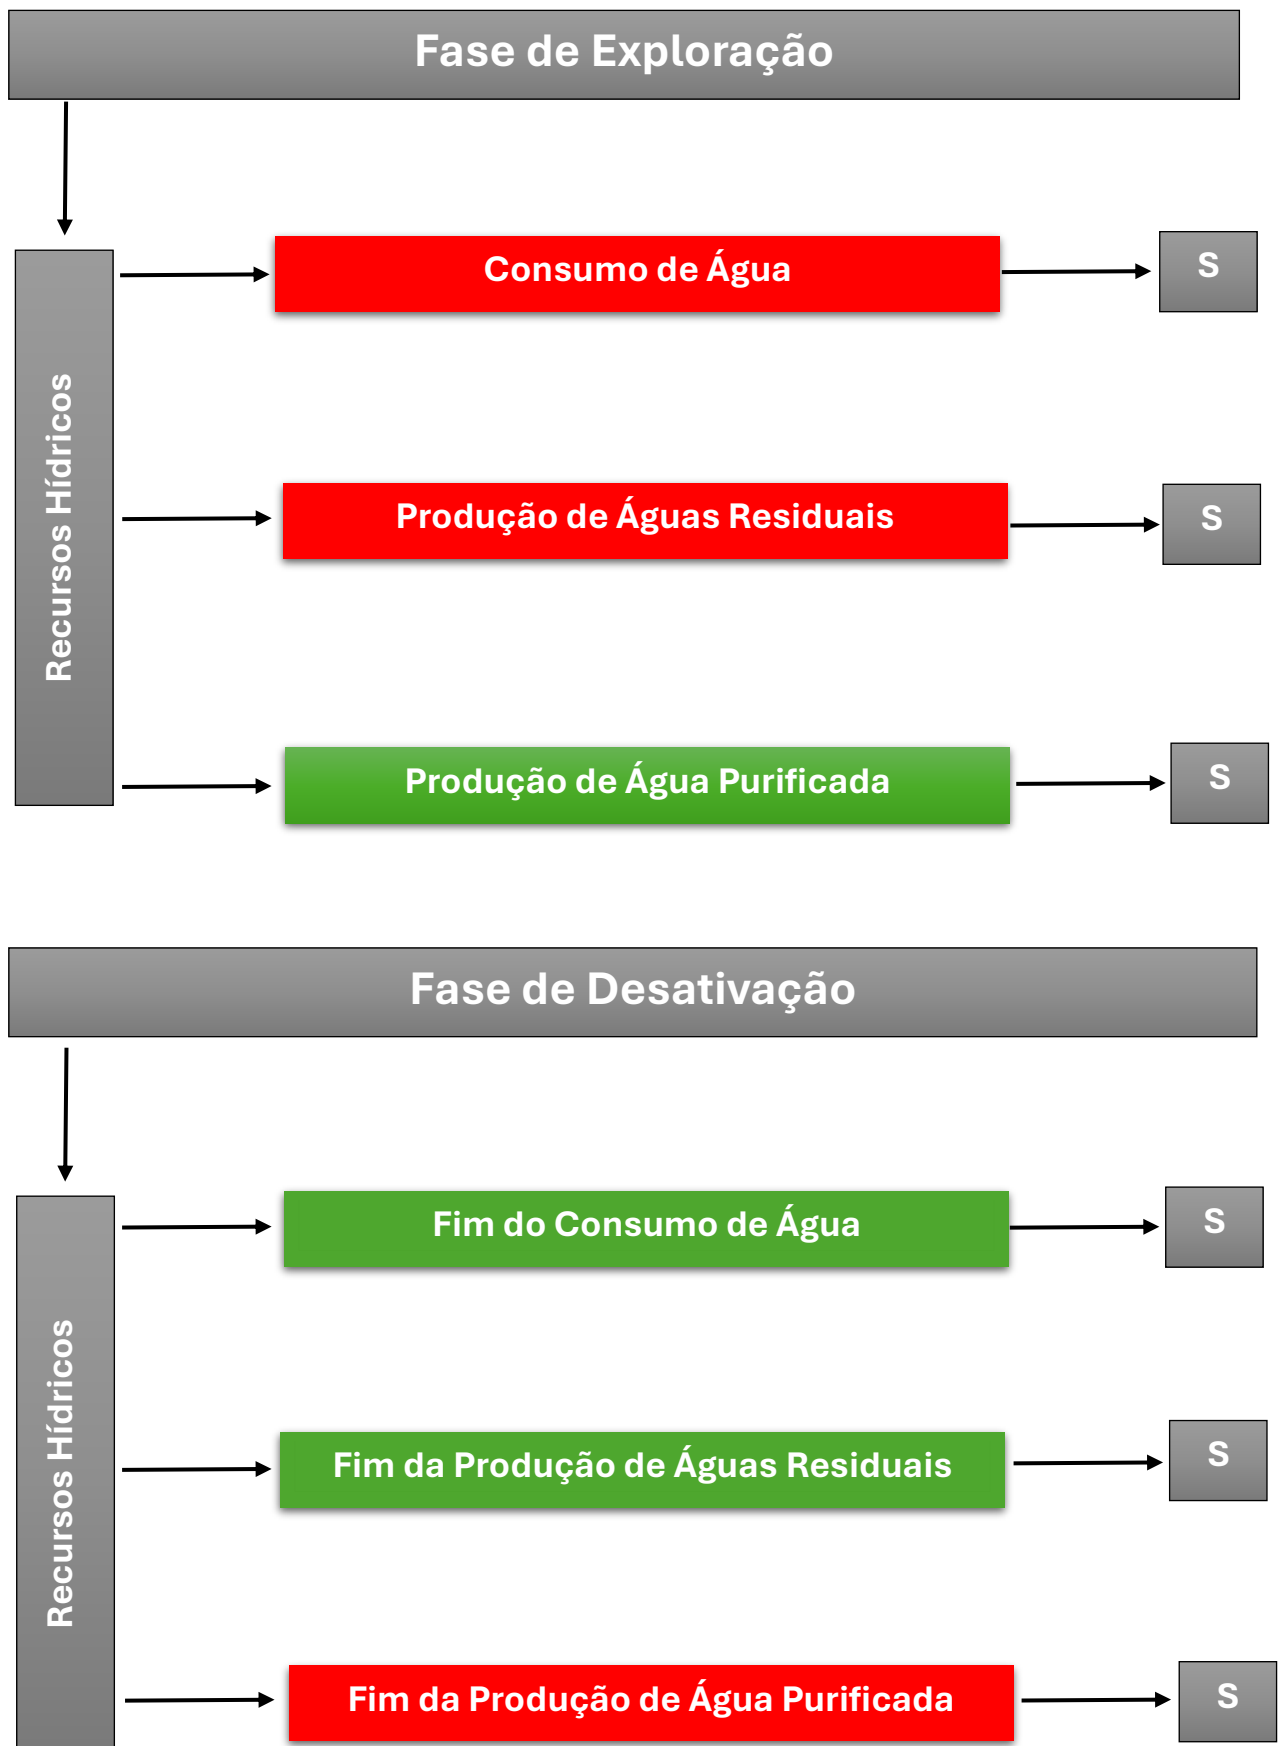 Fase de Exploração
Recursos Hídricos
Consumo de Água
S
Produção de Águas Residuais
S
Produção de Água Purificada
S
Fase de Desativação
Recursos Hídricos
Fim do Consumo de Água
S
Fim da Produção de Águas Residuais
S
Fim da Produção de Água Purificada
S